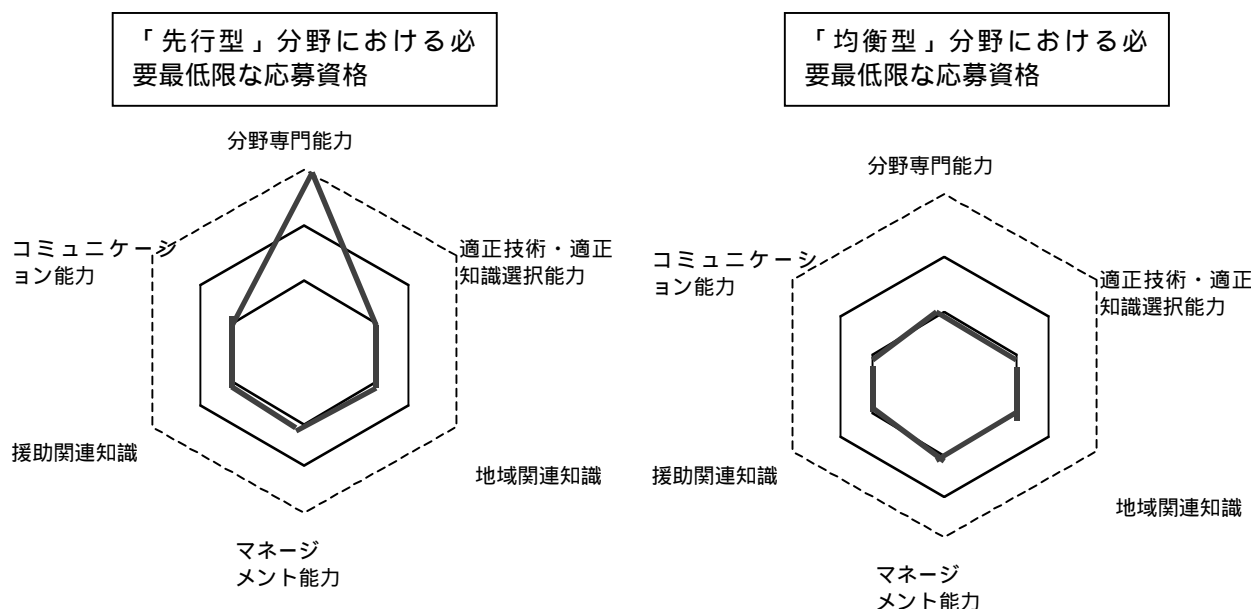 「先行型」分野における必
要最低限な応募資格
分野専門能力
コミュニケーシ
ョン能力
適正技術・適正
知識選択能力
援助関連知識
地域関連知識
マネージ
メント能力
「均衡型」分野における必
要最低限な応募資格
分野専門能力
コミュニケーシ
ョン能力
適正技術・適正
知識選択能力
援助関連知識
地域関連知識
マネージ
メント能力